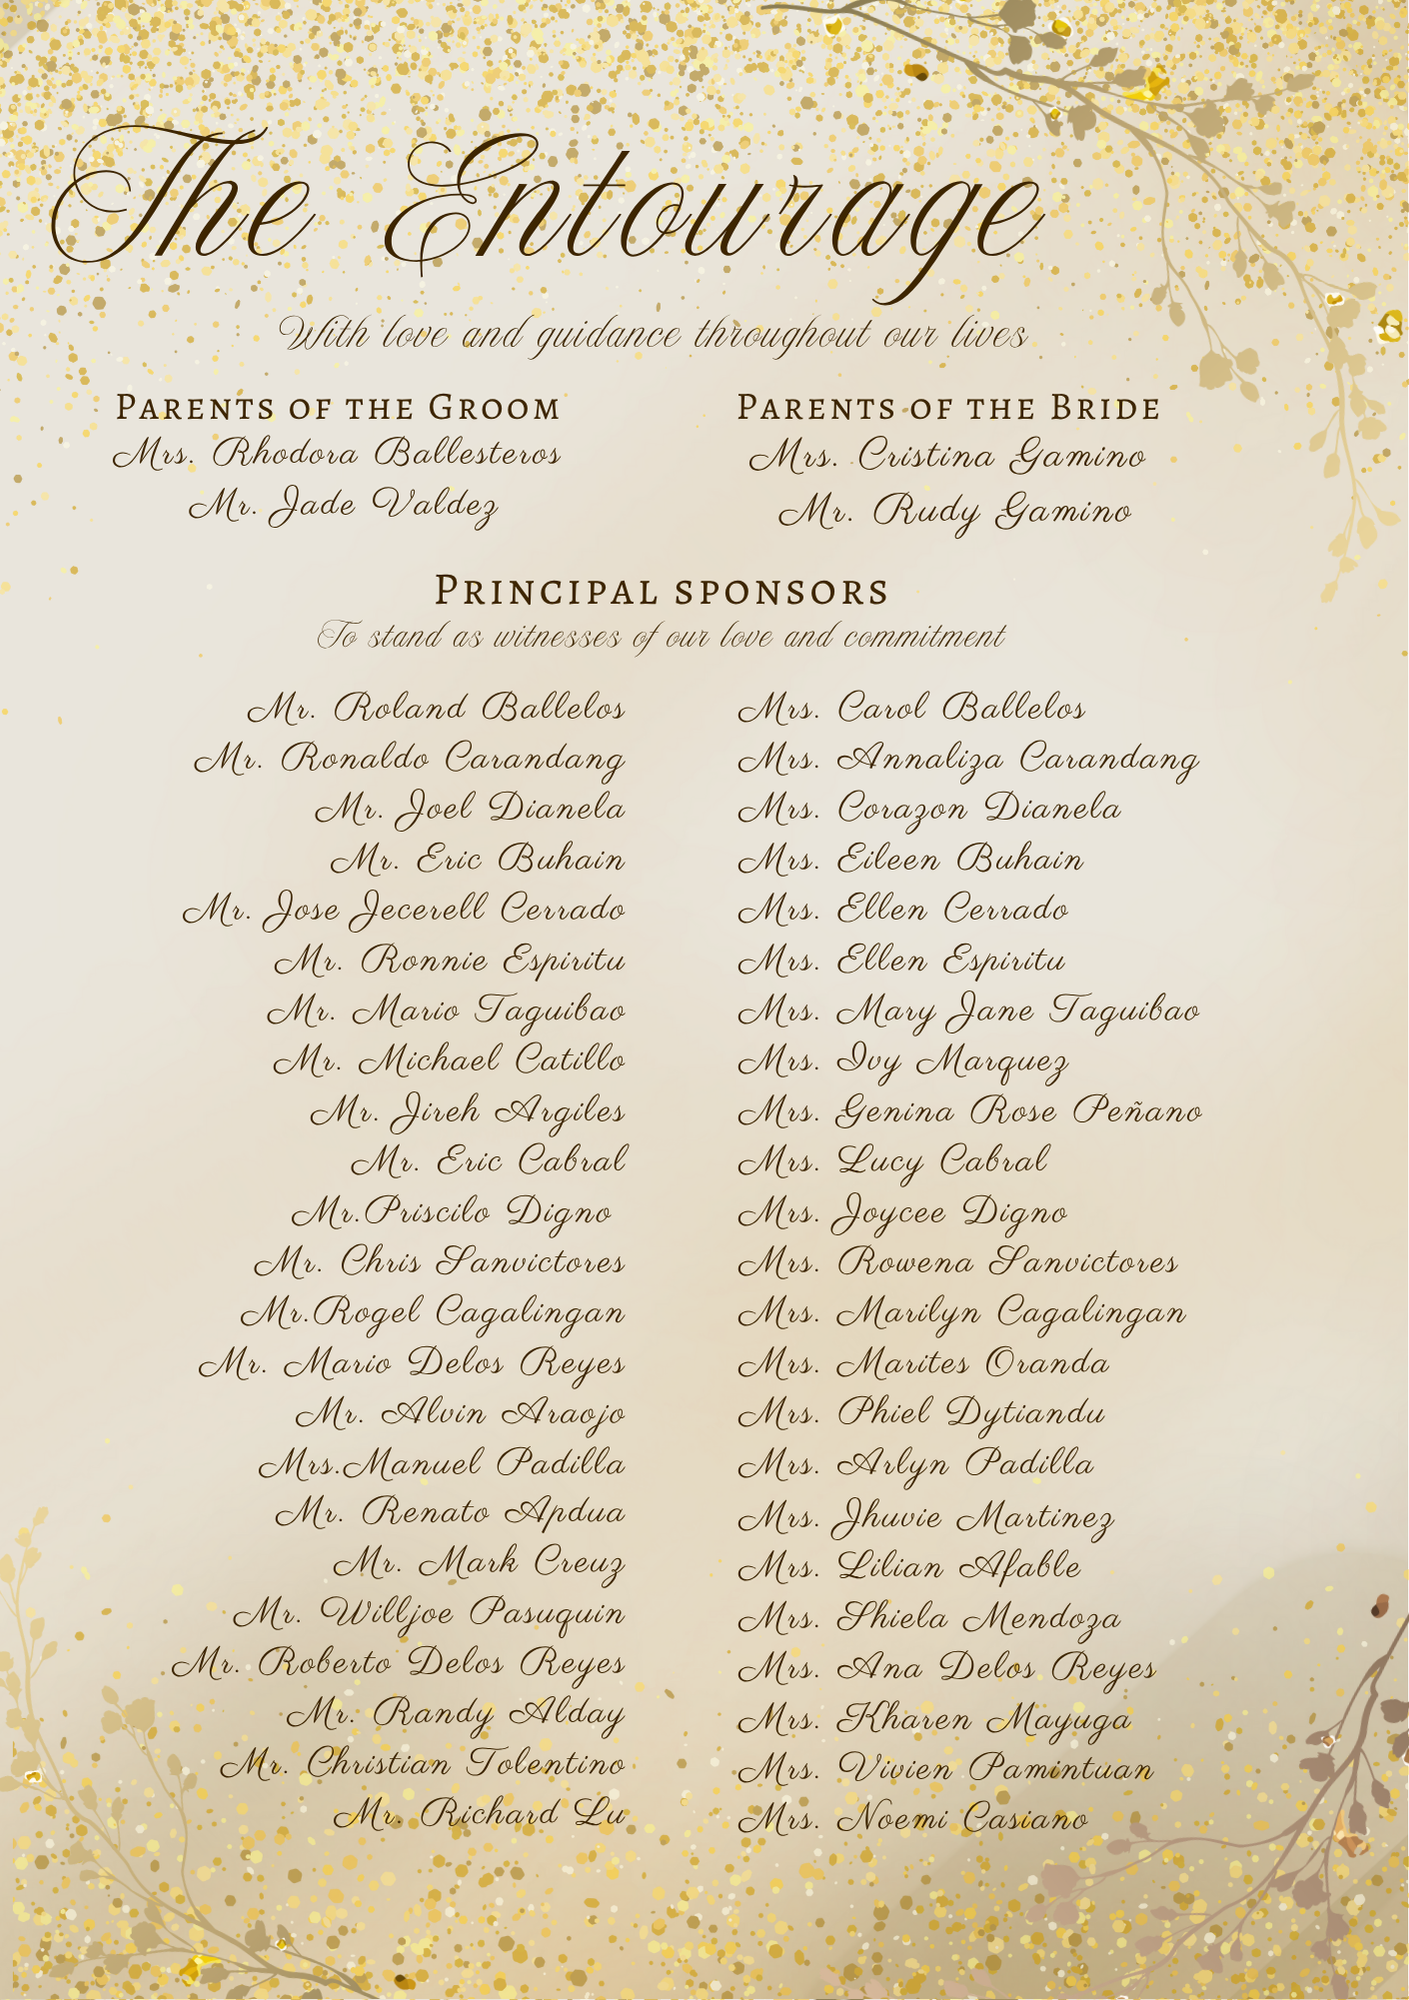 The Entourage
With love and guidance throughout our lives
Parents of the Groom
Mrs. Rhodora Ballesteros
Mr. Jade Valdez
Parents of the Bride
Mrs. Cristina Gamino
Mr. Rudy Gamino
Principal sponsors
To stand as witnesses of our love and commitment
Mr. Roland Ballelos
Mr. Ronaldo Carandang
Mr. Joel Dianela
Mr. Eric Buhain
Mr. Jose Jecerell Cerrado
Mr. Ronnie Espiritu
Mr. Mario Taguibao
Mr. Michael Catillo
Mr. Jireh Argiles
Mr. Eric Cabral
Mr.Priscilo Digno
Mr. Chris Sanvictores
Mr.Rogel Cagalingan
Mr. Mario Delos Reyes
Mr. Alvin Araojo
Mrs.Manuel Padilla
Mr. Renato Apdua
Mr. Mark Creuz
Mr. Willjoe Pasuquin
Mr. Roberto Delos Reyes
Mr. Randy Alday
Mr. Christian Tolentino
Mr. Richard Lu
Mrs. Carol Ballelos
Mrs. Annaliza Carandang
Mrs. Corazon Dianela
Mrs. Eileen Buhain
Mrs. Ellen Cerrado
Mrs. Ellen Espiritu
Mrs. Mary Jane Taguibao
Mrs. Ivy Marquez
Mrs. Genina Rose Peñano
Mrs. Lucy Cabral
Mrs. Joycee Digno
Mrs. Rowena Sanvictores
Mrs. Marilyn Cagalingan
Mrs. Marites Oranda
Mrs. Phiel Dytiandu
Mrs. Arlyn Padilla
Mrs. Jhuvie Martinez
Mrs. Lilian Afable
Mrs. Shiela Mendoza
Mrs. Ana Delos Reyes
Mrs. Kharen Mayuga
Mrs. Vivien Pamintuan
Mrs. Noemi Casiano